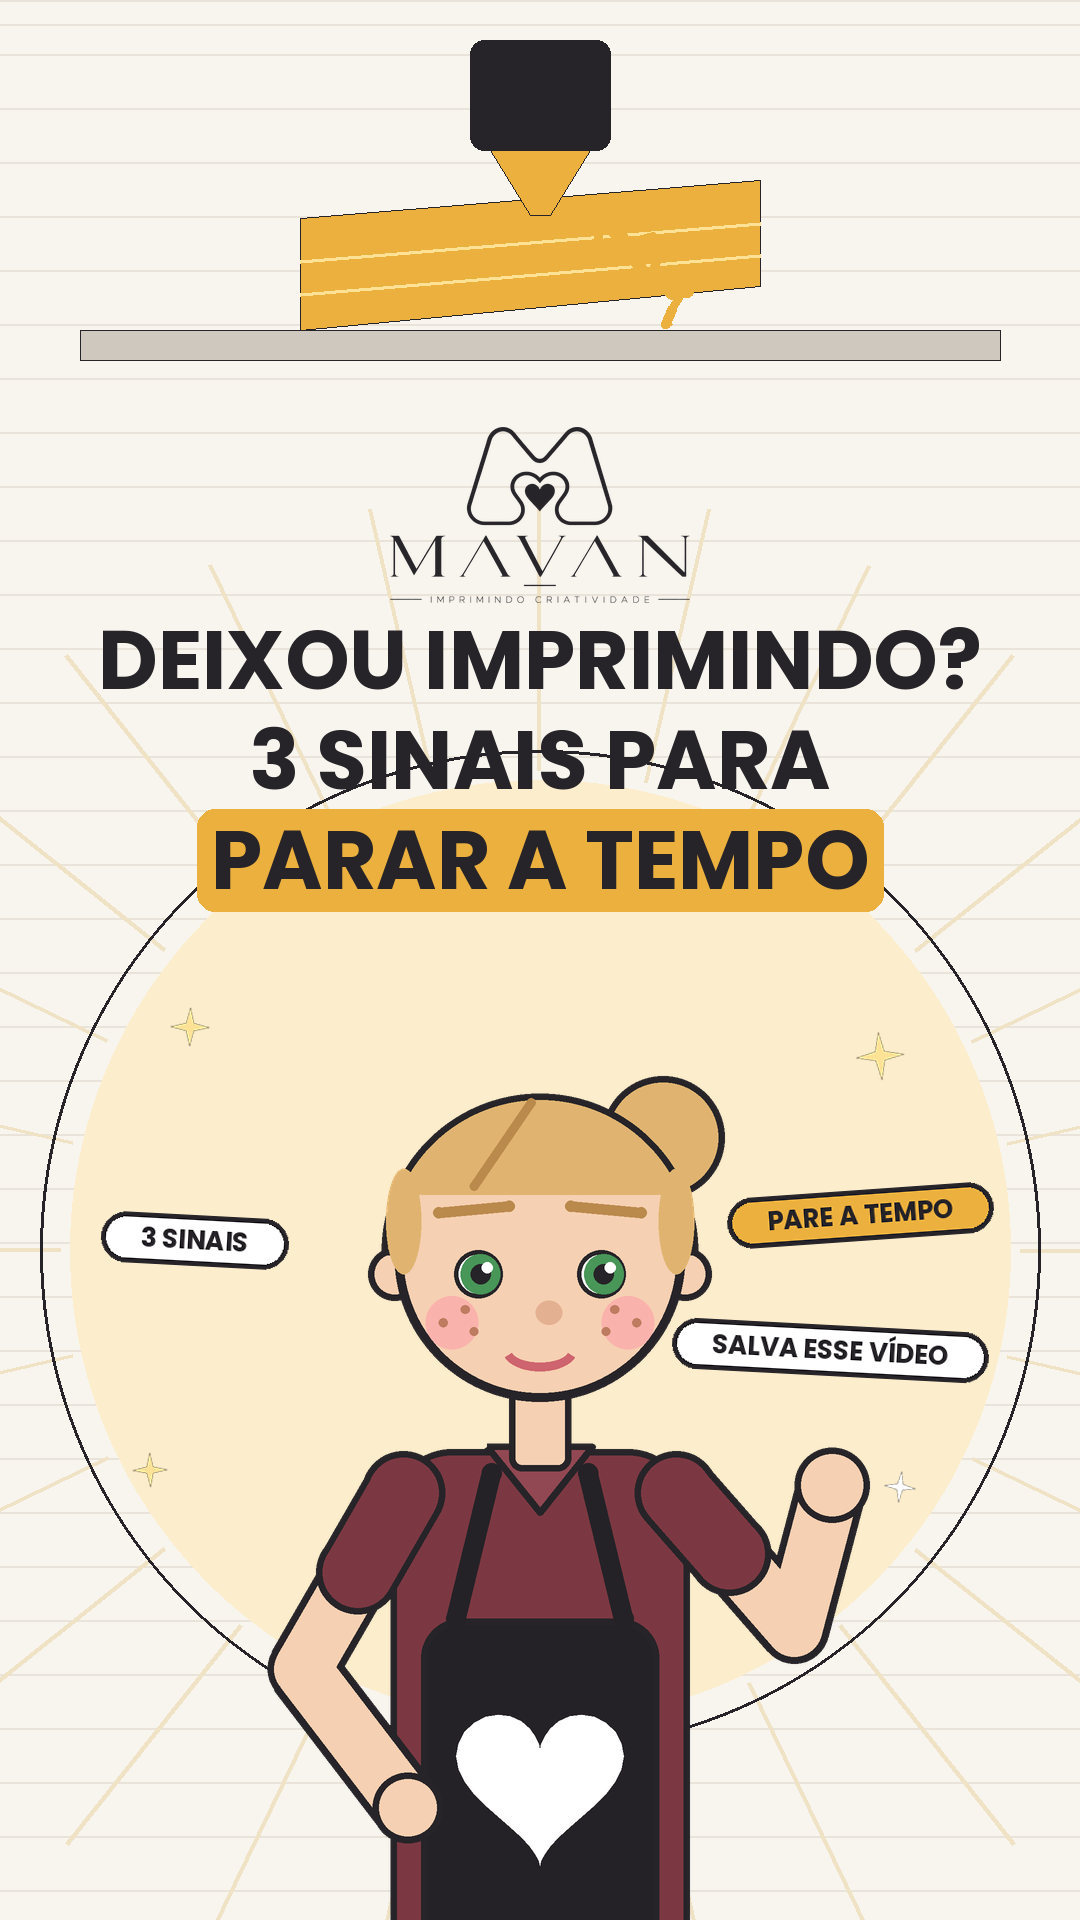 MAVAN
IMPRIMINDO CRIATIVIDADE
DEIXOU IMPRIMINDO?
3 SINAIS PARA
PARAR A TEMPO
3 SINAIS
PARE A TEMPO
SALVA ESSE VÍDEO